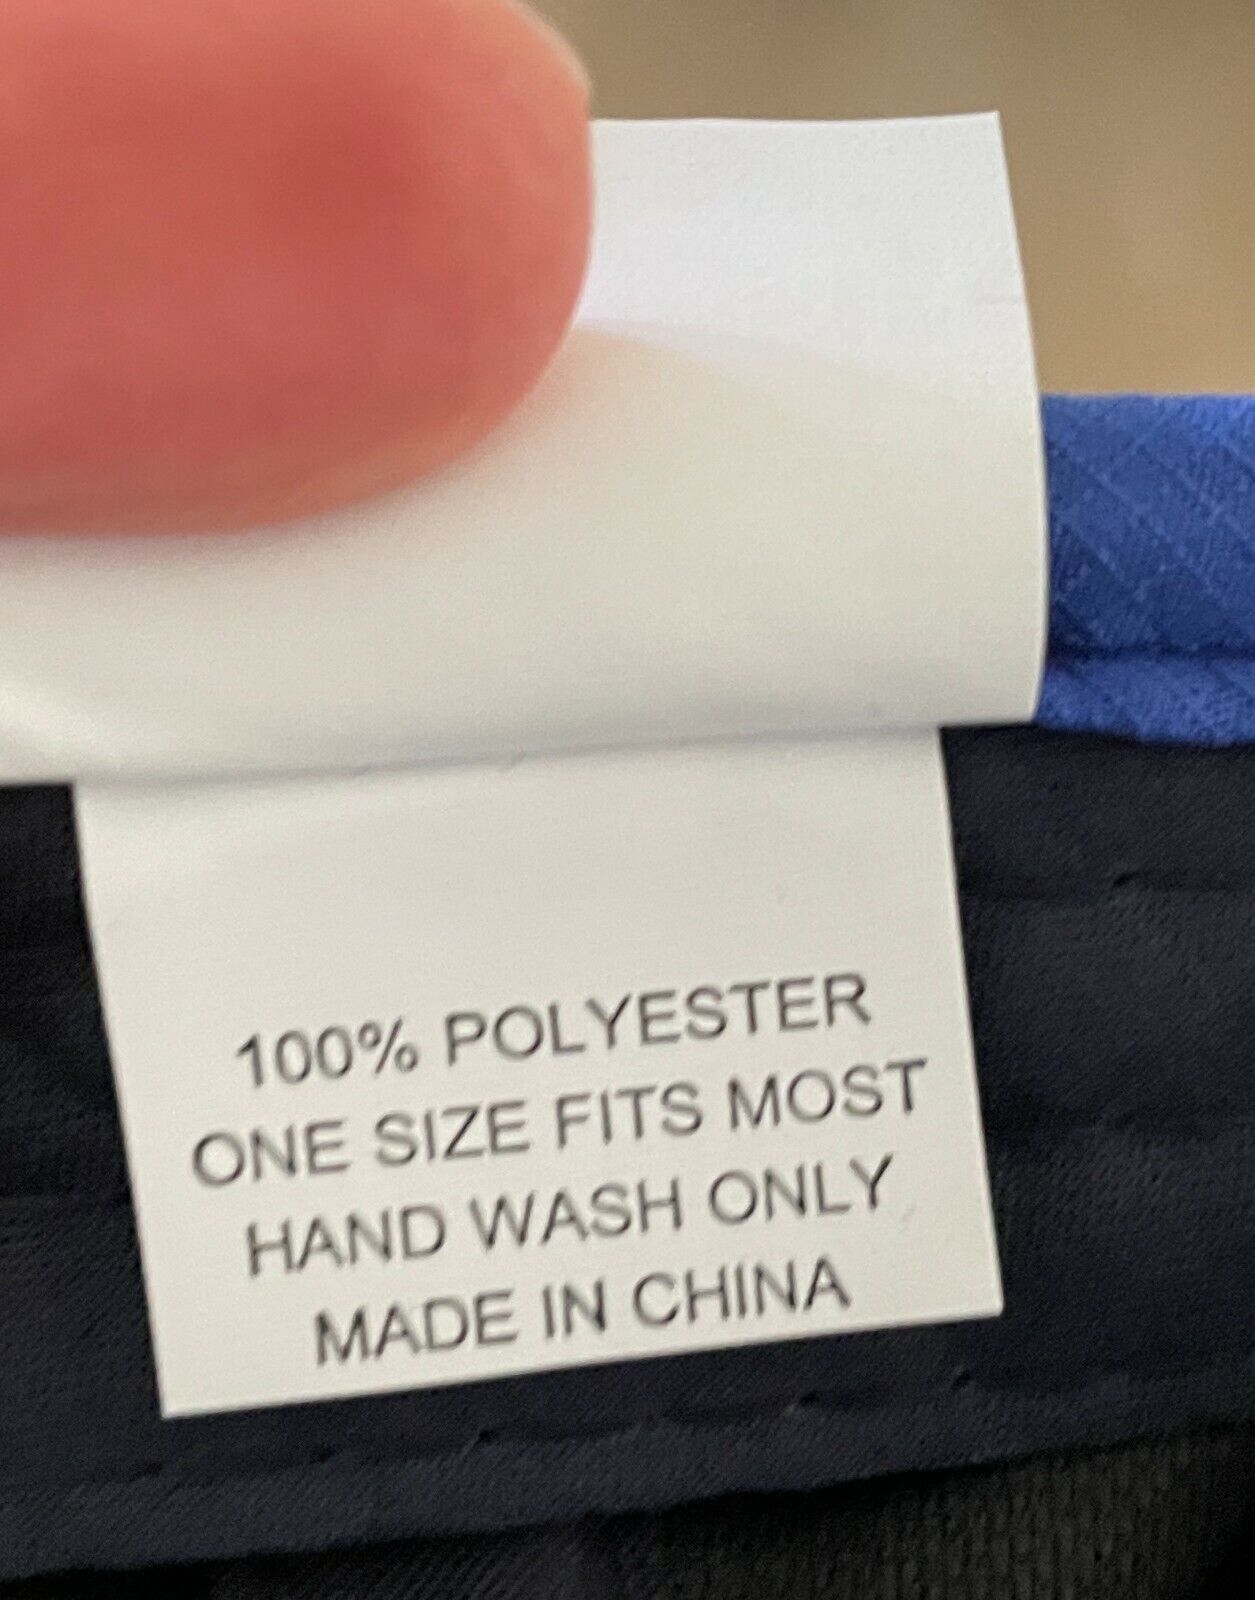 100% POLYESTER
ONE SIZE FITS MOST
HAND WASH ONLY
MADE IN CHINA